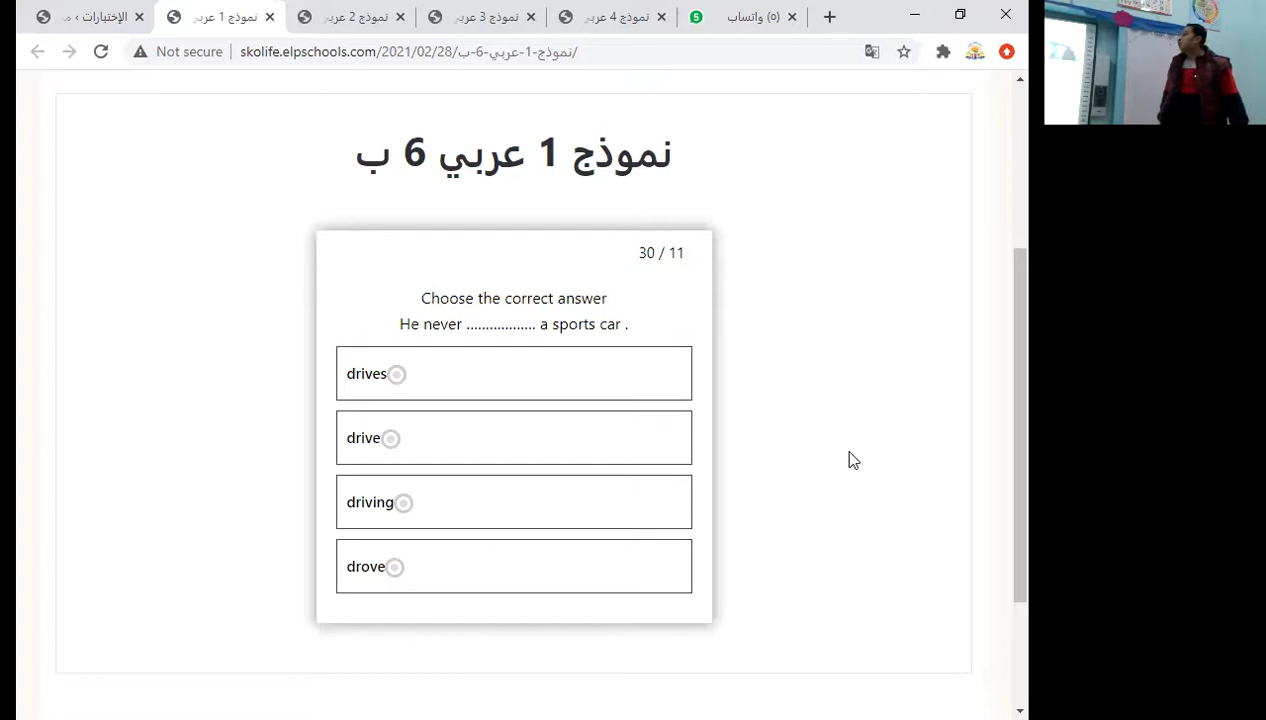 الإختبارات ‹ مـ
نموذج 1 عربي
نموذج 2 عربي
نموذج 3 عربي
نموذج 4 عربي
(٥) واتساب
Not secure
skolife.elpschools.com/2021/02/28/نموذج-1-عربي-6-ب/
نموذج 1 عربي 6 ب
30 / 11
Choose the correct answer
He never .................. a sports car .
drives
drive
driving
drove